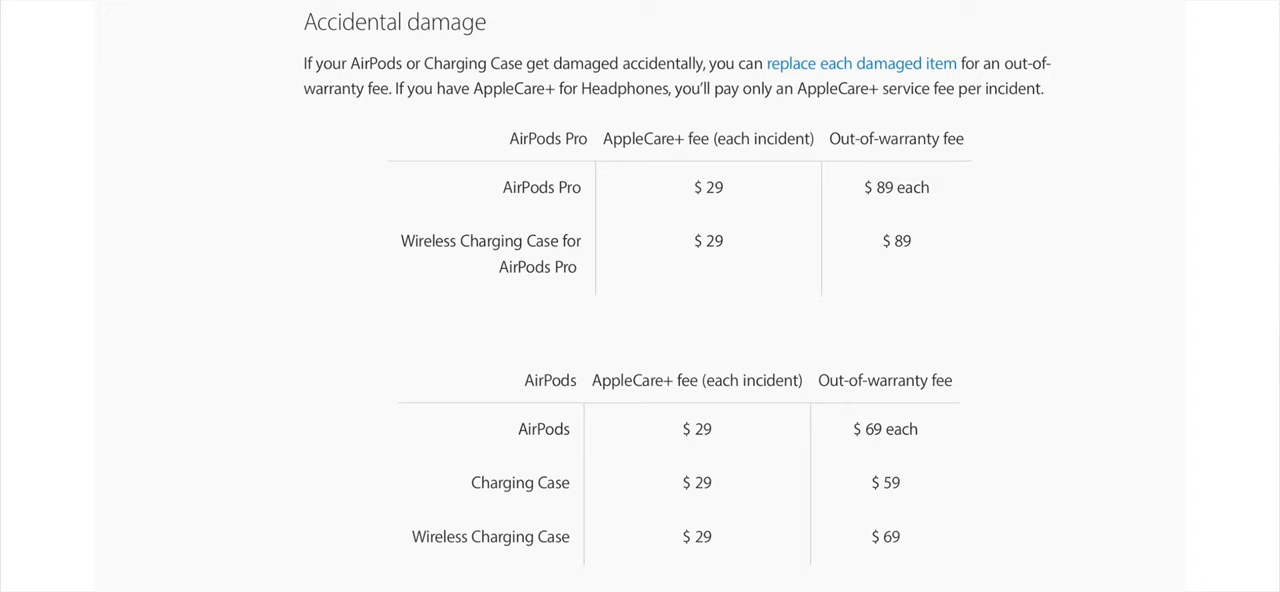 Accidental damage
If your AirPods or Charging Case get damaged accidentally, you can replace each damaged item for an out-of-
warranty fee. If you have AppleCare+ for Headphones, you'll pay only an AppleCare+ service fee per incident.
AirPods Pro AppleCare+ fee (each incident) Out-of-warranty fee
AirPods Pro $ 29 $ 89 each
Wireless Charging Case for $ 29 $ 89
AirPods Pro
AirPods AppleCare+ fee (each incident) Out-of-warranty fee
AirPods $ 29 $ 69 each
Charging Case $ 29 $ 59
Wireless Charging Case $ 29 $ 69